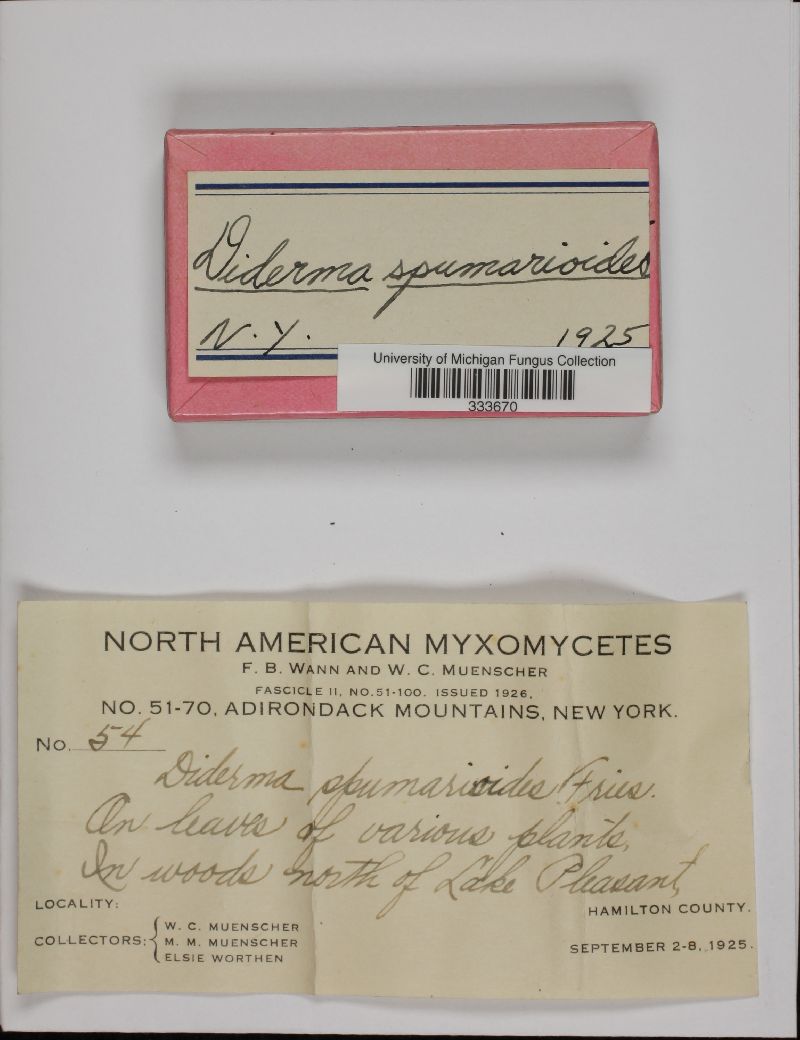 Diderma spumarioides
N.Y. 1925
University of Michigan Fungus Collection
333670
NORTH AMERICAN MYXOMYCETES
F. B. WANN AND W. C. MUENSCHER
FASCICLE II, NO.51-100. ISSUED 1926,
NO. 51-70, ADIRONDACK MOUNTAINS, NEW YORK.
No. 54
Diderma spumarioides Fries.
On leaves of various plants,
In woods north of Lake Pleasant,
LOCALITY:
HAMILTON COUNTY.
COLLECTORS: { W. C. MUENSCHER
M. M. MUENSCHER
ELSIE WORTHEN
SEPTEMBER 2-8, 1925.